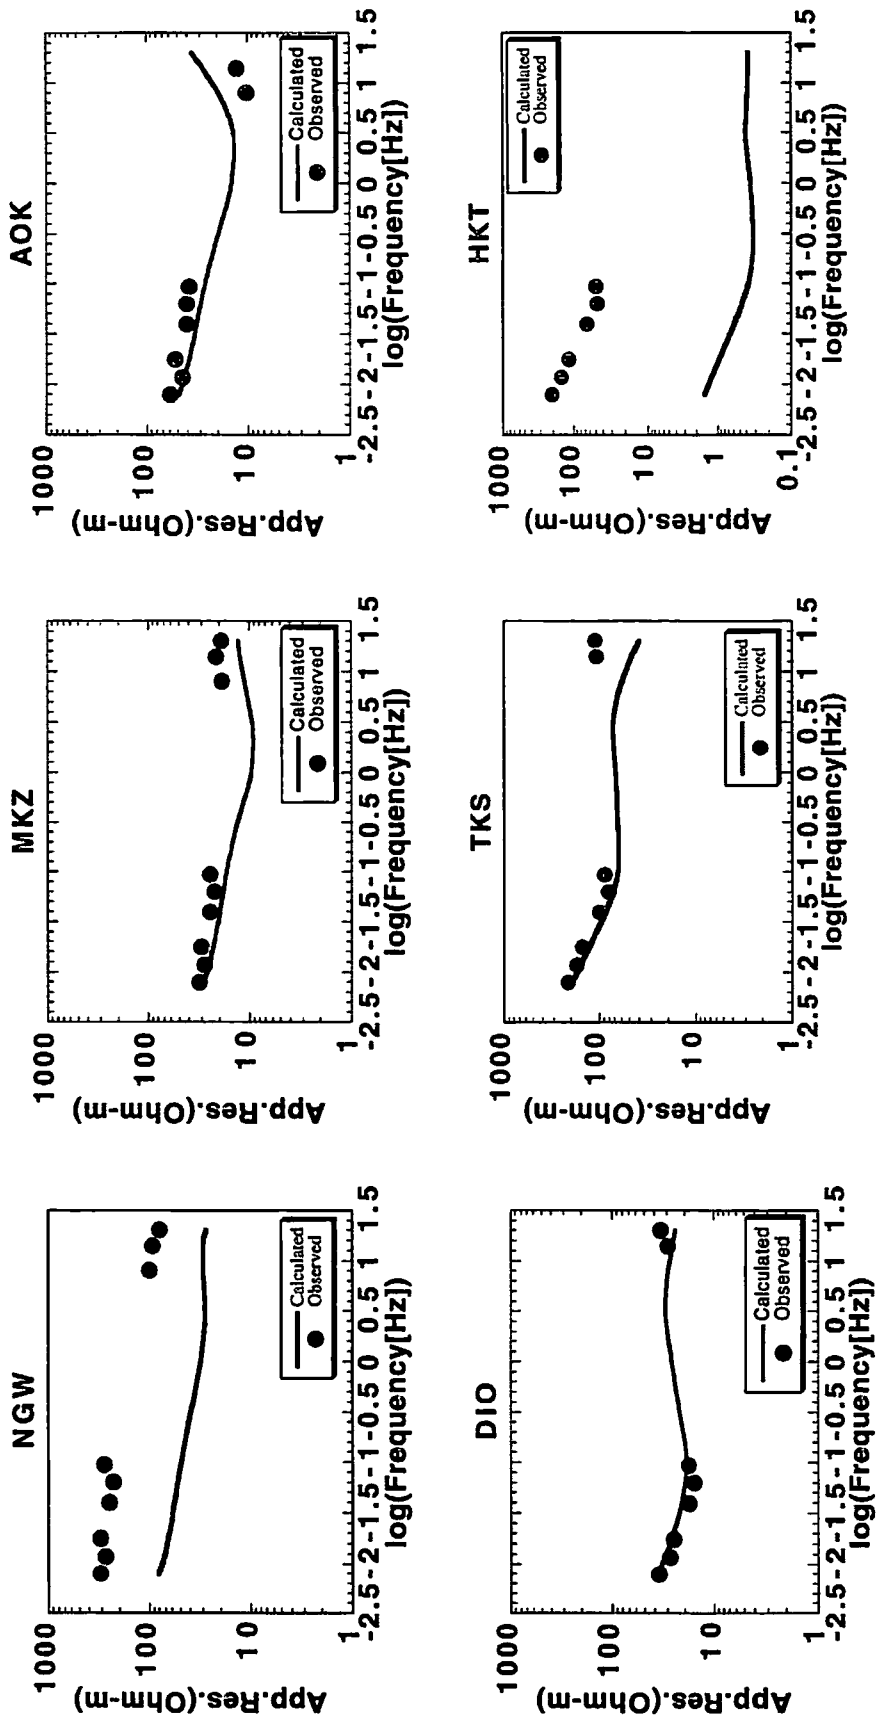 NGW
App.Res.(Ohm-m)
1000
100
10
1
Calculated
Observed
-2.5 -2 -1.5 -1 -0.5 0 0.5 1 1.5
log(Frequency[Hz])
MKZ
App.Res.(Ohm-m)
1000
100
10
1
Calculated
Observed
-2.5 -2 -1.5 -1 -0.5 0 0.5 1 1.5
log(Frequency[Hz])
AOK
App.Res.(Ohm-m)
1000
100
10
1
Calculated
Observed
-2.5 -2 -1.5 -1 -0.5 0 0.5 1 1.5
log(Frequency[Hz])
DIO
App.Res.(Ohm-m)
1000
100
10
1
Calculated
Observed
-2.5 -2 -1.5 -1 -0.5 0 0.5 1 1.5
log(Frequency[Hz])
TKS
App.Res.(Ohm-m)
1000
100
10
1
Calculated
Observed
-2.5 -2 -1.5 -1 -0.5 0 0.5 1 1.5
log(Frequency[Hz])
HKT
App.Res.(Ohm-m)
1000
100
10
1
0.1
Calculated
Observed
-2.5 -2 -1.5 -1 -0.5 0 0.5 1 1.5
log(Frequency[Hz])